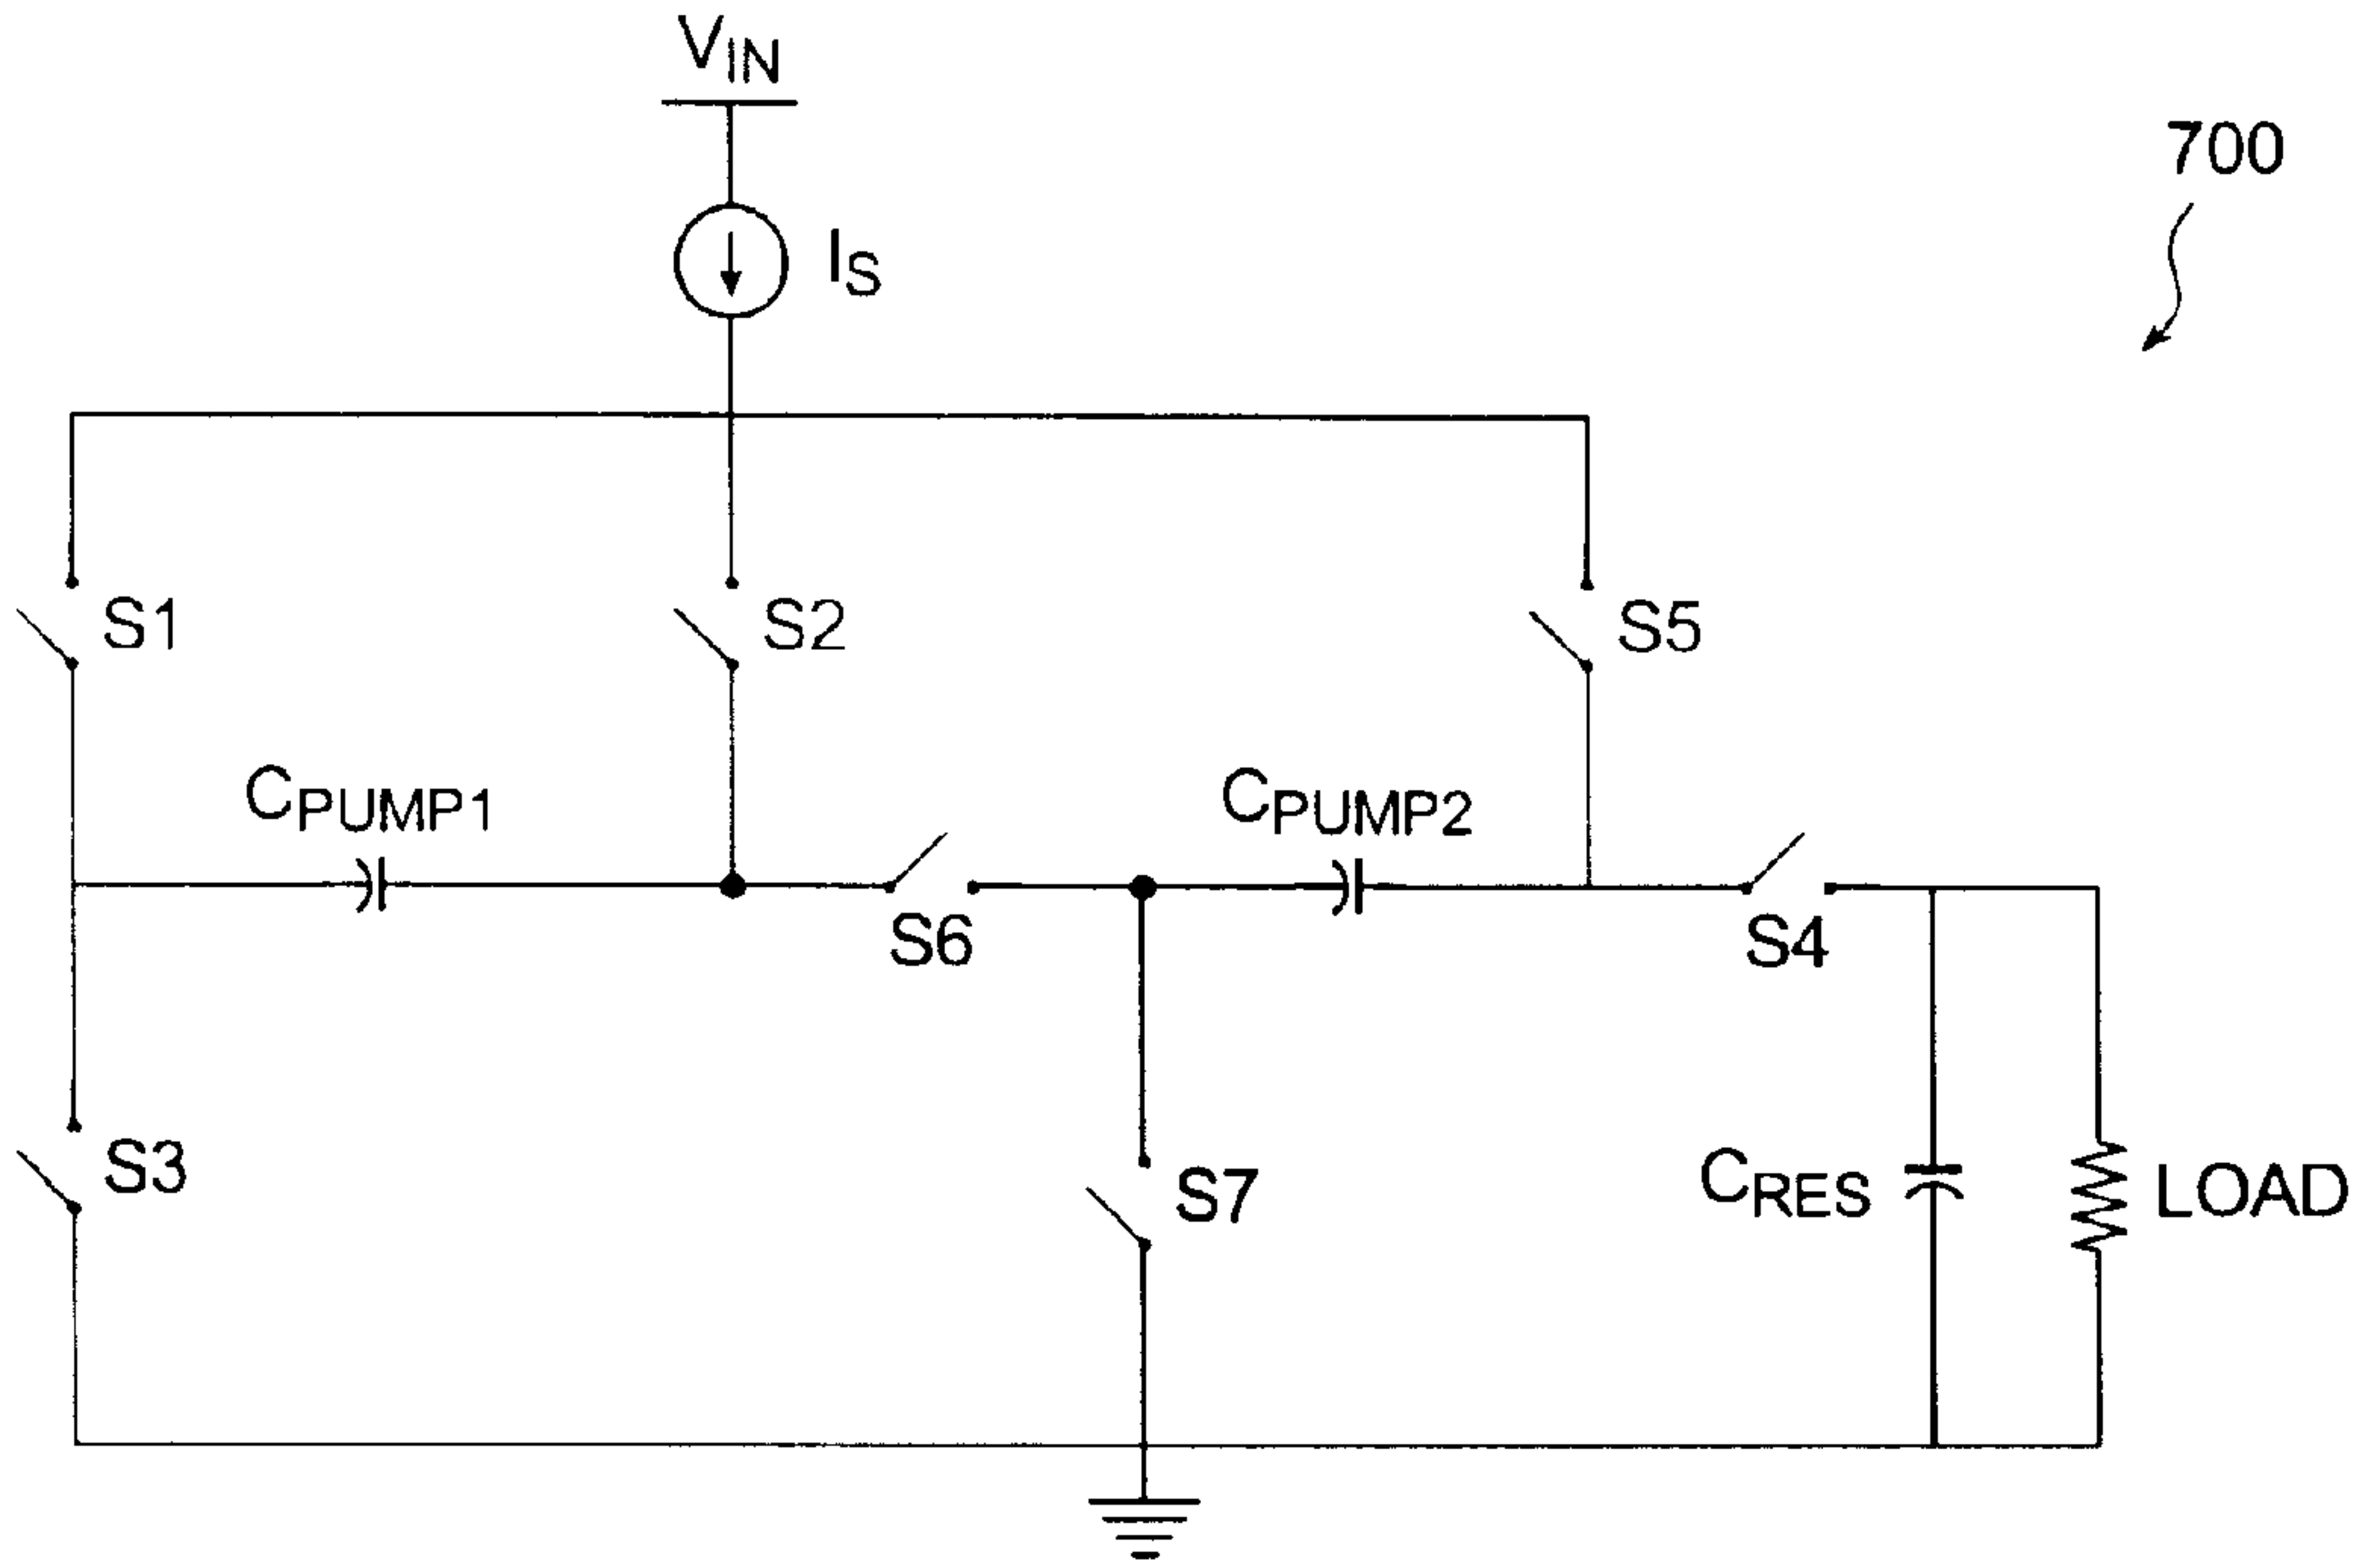 VIN
700
IS
S1
S2
S5
CPUMP1
CPUMP2
S6
S4
S3
S7
CRES
LOAD